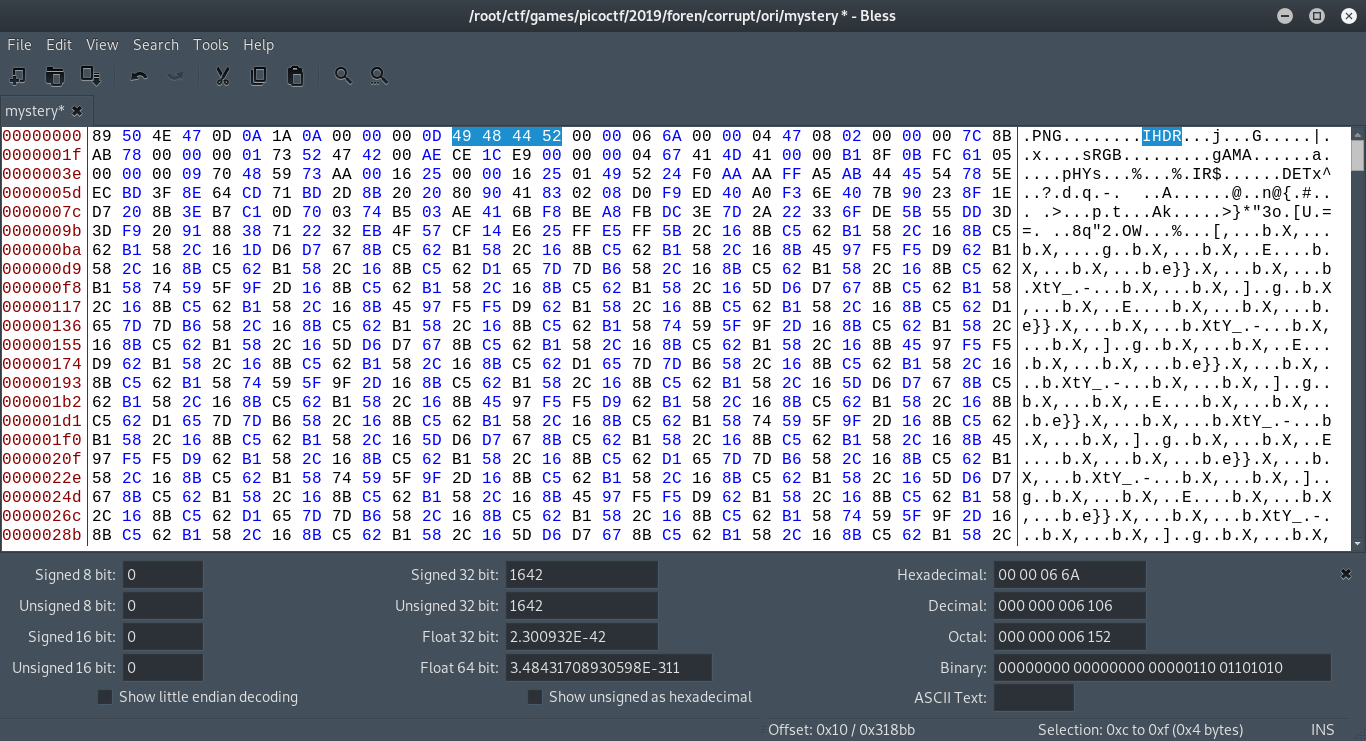 /root/ctf/games/picoctf/2019/foren/corrupt/ori/mystery * - Bless
File Edit View Search Tools Help
mystery*
00000000 89 50 4E 47 0D 0A 1A 0A 00 00 00 0D 49 48 44 52 00 00 06 6A 00 00 04 47 08 02 00 00 00 7C 8B .PNG........IHDR...j...G.....|.
0000001f AB 78 00 00 00 01 73 52 47 42 00 AE CE 1C E9 00 00 00 04 67 41 4D 41 00 00 B1 8F 0B FC 61 05 .x....sRGB.........gAMA......a.
0000003e 00 00 00 09 70 48 59 73 AA 00 16 25 00 00 16 25 01 49 52 24 F0 AA AA FF A5 AB 44 45 54 78 5E ....pHYs...%...%.IR$......DETx^
0000005d EC BD 3F 8E 64 CD 71 BD 2D 8B 20 20 80 90 41 83 02 08 D0 F9 ED 40 A0 F3 6E 40 7B 90 23 8F 1E ..?.d.q.-.  ..A......@..n@{.#..
0000007c D7 20 8B 3E B7 C1 0D 70 03 74 B5 03 AE 41 6B F8 BE A8 FB DC 3E 7D 2A 22 33 6F DE 5B 55 DD 3D . .>...p.t...Ak.....>}*"3o.[U.=
0000009b 3D F9 20 91 88 38 71 22 32 EB 4F 57 CF 14 E6 25 FF E5 FF 5B 2C 16 8B C5 62 B1 58 2C 16 8B C5 =. ..8q"2.OW...%...[,...b.X,...
000000ba 62 B1 58 2C 16 1D D6 D7 67 8B C5 62 B1 58 2C 16 8B C5 62 B1 58 2C 16 8B 45 97 F5 F5 D9 62 B1 b.X,....g..b.X,...b.X,..E....b.
000000d9 58 2C 16 8B C5 62 B1 58 2C 16 8B C5 62 D1 65 7D 7D B6 58 2C 16 8B C5 62 B1 58 2C 16 8B C5 62 X,...b.X,...b.e}}.X,...b.X,...b
000000f8 B1 58 74 59 5F 9F 2D 16 8B C5 62 B1 58 2C 16 8B C5 62 B1 58 2C 16 5D D6 D7 67 8B C5 62 B1 58 .XtY_.-...b.X,...b.X,.]..g..b.X
00000117 2C 16 8B C5 62 B1 58 2C 16 8B 45 97 F5 F5 D9 62 B1 58 2C 16 8B C5 62 B1 58 2C 16 8B C5 62 D1 ,...b.X,..E....b.X,...b.X,...b.
00000136 65 7D 7D B6 58 2C 16 8B C5 62 B1 58 2C 16 8B C5 62 B1 58 74 59 5F 9F 2D 16 8B C5 62 B1 58 2C e}}.X,...b.X,...b.XtY_.-...b.X,
00000155 16 8B C5 62 B1 58 2C 16 5D D6 D7 67 8B C5 62 B1 58 2C 16 8B C5 62 B1 58 2C 16 8B 45 97 F5 F5 ...b.X,.]..g..b.X,...b.X,..E...
00000174 D9 62 B1 58 2C 16 8B C5 62 B1 58 2C 16 8B C5 62 D1 65 7D 7D B6 58 2C 16 8B C5 62 B1 58 2C 16 .b.X,...b.X,...b.e}}.X,...b.X,.
00000193 8B C5 62 B1 58 74 59 5F 9F 2D 16 8B C5 62 B1 58 2C 16 8B C5 62 B1 58 2C 16 5D D6 D7 67 8B C5 ..b.XtY_.-...b.X,...b.X,.]..g..
000001b2 62 B1 58 2C 16 8B C5 62 B1 58 2C 16 8B 45 97 F5 F5 D9 62 B1 58 2C 16 8B C5 62 B1 58 2C 16 8B b.X,...b.X,..E....b.X,...b.X,..
000001d1 C5 62 D1 65 7D 7D B6 58 2C 16 8B C5 62 B1 58 2C 16 8B C5 62 B1 58 74 59 5F 9F 2D 16 8B C5 62 .b.e}}.X,...b.X,...b.XtY_.-...b
000001f0 B1 58 2C 16 8B C5 62 B1 58 2C 16 5D D6 D7 67 8B C5 62 B1 58 2C 16 8B C5 62 B1 58 2C 16 8B 45 .X,...b.X,.]..g..b.X,...b.X,..E
0000020f 97 F5 F5 D9 62 B1 58 2C 16 8B C5 62 B1 58 2C 16 8B C5 62 D1 65 7D 7D B6 58 2C 16 8B C5 62 B1 ....b.X,...b.X,...b.e}}.X,...b.
0000022e 58 2C 16 8B C5 62 B1 58 74 59 5F 9F 2D 16 8B C5 62 B1 58 2C 16 8B C5 62 B1 58 2C 16 5D D6 D7 X,...b.XtY_.-...b.X,...b.X,.]..
0000024d 67 8B C5 62 B1 58 2C 16 8B C5 62 B1 58 2C 16 8B 45 97 F5 F5 D9 62 B1 58 2C 16 8B C5 62 B1 58 g..b.X,...b.X,..E....b.X,...b.X
0000026c 2C 16 8B C5 62 D1 65 7D 7D B6 58 2C 16 8B C5 62 B1 58 2C 16 8B C5 62 B1 58 74 59 5F 9F 2D 16 ,...b.e}}.X,...b.X,...b.XtY_.-.
0000028b 8B C5 62 B1 58 2C 16 8B C5 62 B1 58 2C 16 5D D6 D7 67 8B C5 62 B1 58 2C 16 8B C5 62 B1 58 2C ..b.X,...b.X,.]..g..b.X,...b.X,
Signed 8 bit: 0 Signed 32 bit: 1642 Hexadecimal: 00 00 06 6A
Unsigned 8 bit: 0 Unsigned 32 bit: 1642 Decimal: 000 000 006 106
Signed 16 bit: 0 Float 32 bit: 2.300932E-42 Octal: 000 000 006 152
Unsigned 16 bit: 0 Float 64 bit: 3.48431708930598E-311 Binary: 00000000 00000000 00000110 01101010
Show little endian decoding Show unsigned as hexadecimal ASCII Text:
Offset: 0x10 / 0x318bb Selection: 0xc to 0xf (0x4 bytes) INS